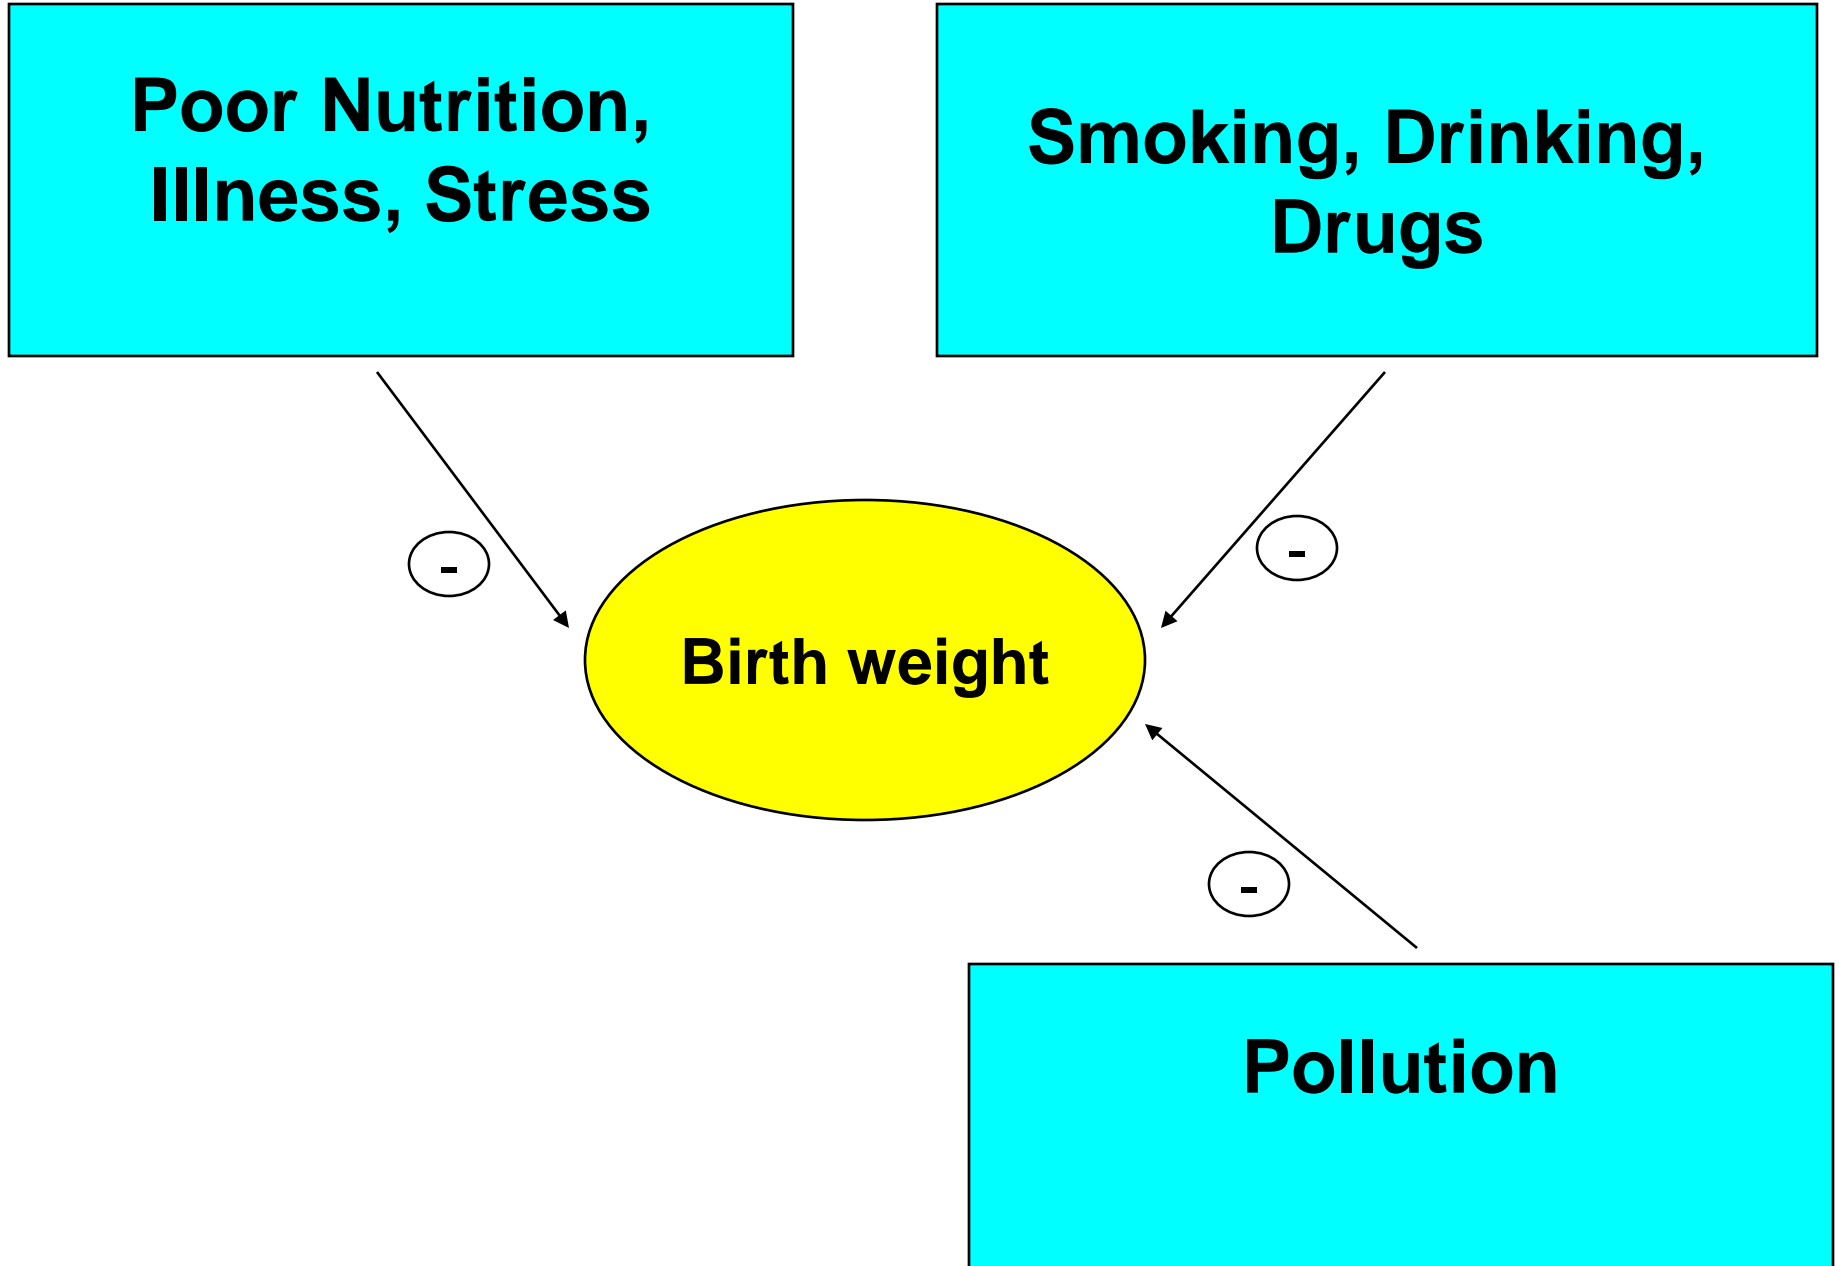 Poor Nutrition,
Illness, Stress
Smoking, Drinking,
Drugs
-
-
Birth weight
-
Pollution